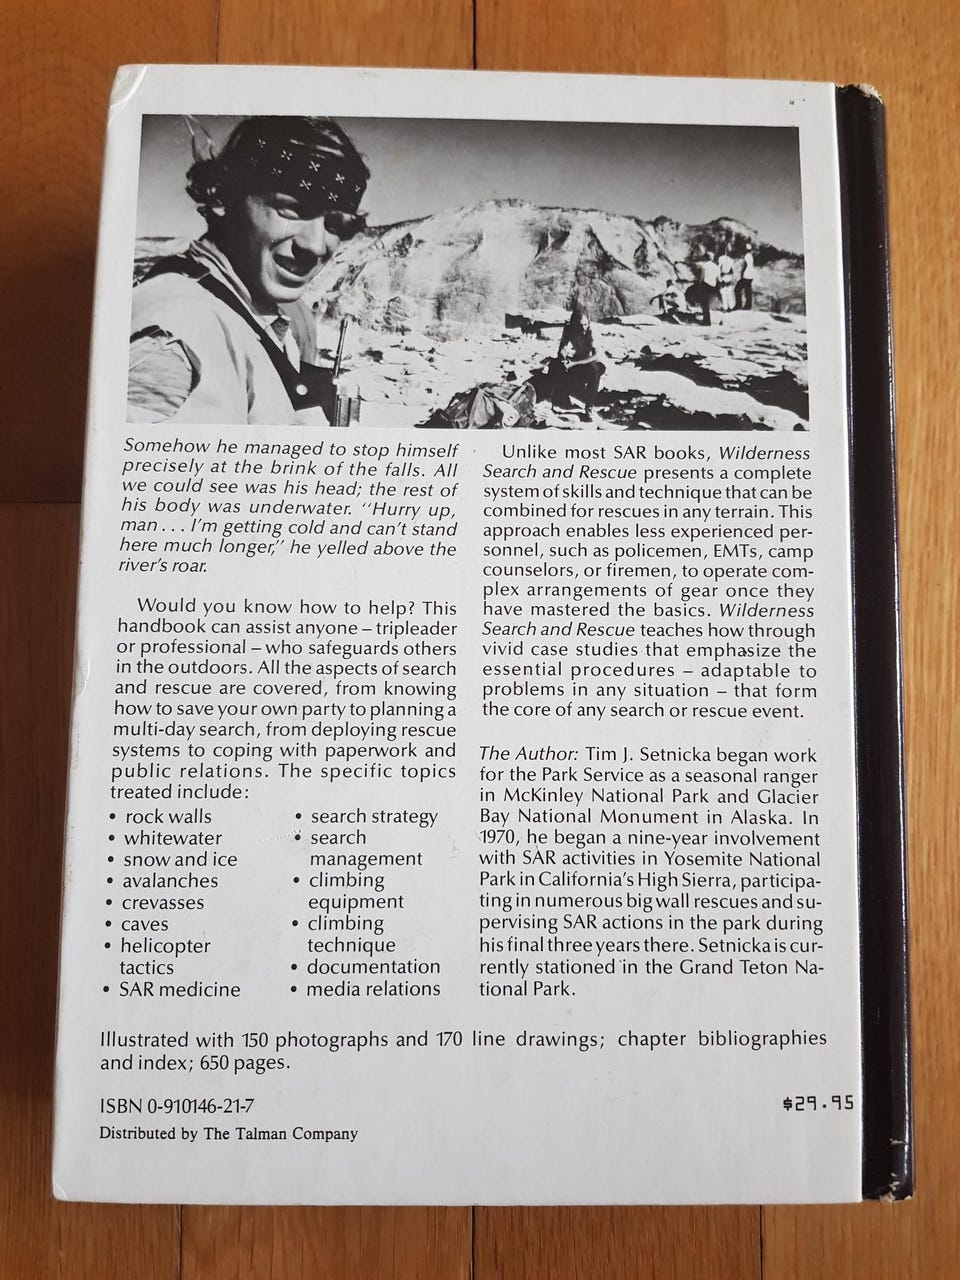 Somehow he managed to stop himself
precisely at the brink of the falls. All
we could see was his head; the rest of
his body was underwater. "Hurry up,
man . . . I'm getting cold and can't stand
here much longer," he yelled above the
river's roar.
Would you know how to help? This
handbook can assist anyone – tripleader
or professional – who safeguards others
in the outdoors. All the aspects of search
and rescue are covered, from knowing
how to save your own party to planning a
multi-day search, from deploying rescue
systems to coping with paperwork and
public relations. The specific topics
treated include:
• rock walls
• whitewater
• snow and ice
• avalanches
• crevasses
• caves
• helicopter
tactics
• SAR medicine
• search strategy
• search
management
• climbing
equipment
• climbing
technique
• documentation
• media relations
Unlike most SAR books, Wilderness
Search and Rescue presents a complete
system of skills and technique that can be
combined for rescues in any terrain. This
approach enables less experienced per-
sonnel, such as policemen, EMTs, camp
counselors, or firemen, to operate com-
plex arrangements of gear once they
have mastered the basics. Wilderness
Search and Rescue teaches how through
vivid case studies that emphasize the
essential procedures – adaptable to
problems in any situation – that form
the core of any search or rescue event.
The Author: Tim J. Setnicka began work
for the Park Service as a seasonal ranger
in McKinley National Park and Glacier
Bay National Monument in Alaska. In
1970, he began a nine-year involvement
with SAR activities in Yosemite National
Park in California's High Sierra, participa-
ting in numerous big wall rescues and su-
pervising SAR actions in the park during
his final three years there. Setnicka is cur-
rently stationed in the Grand Teton Na-
tional Park.
Illustrated with 150 photographs and 170 line drawings; chapter bibliographies
and index; 650 pages.
ISBN 0-910146-21-7
$29.95
Distributed by The Talman Company